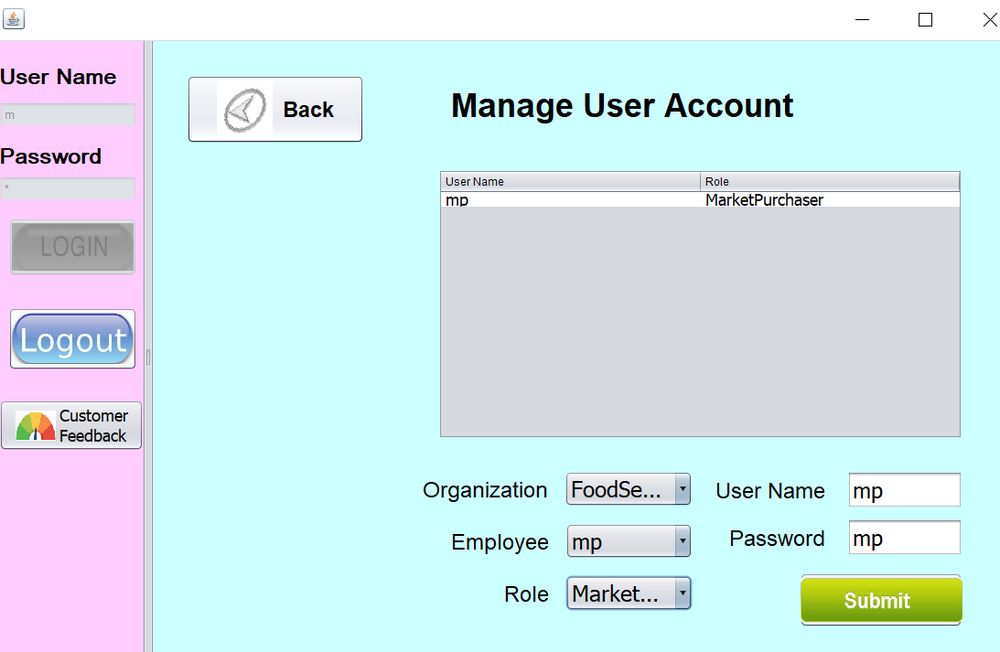 User Name
m
Password
*
LOGIN
Logout
Customer
Feedback
Back
Manage User Account
User Name Role
mp MarketPurchaser
Organization FoodSe...
Employee mp
Role Market...
User Name mp
Password mp
Submit